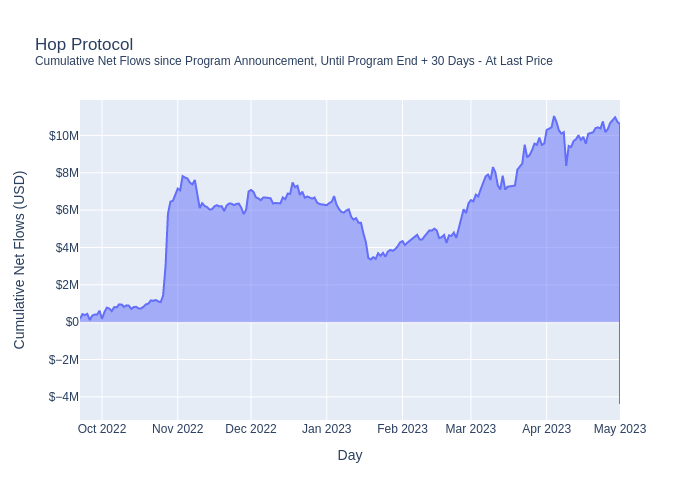 Hop Protocol
Cumulative Net Flows since Program Announcement, Until Program End + 30 Days - At Last Price
Cumulative Net Flows (USD)
$10M
$8M
$6M
$4M
$2M
$0
$−2M
$−4M
Oct 2022 Nov 2022 Dec 2022 Jan 2023 Feb 2023 Mar 2023 Apr 2023 May 2023
Day